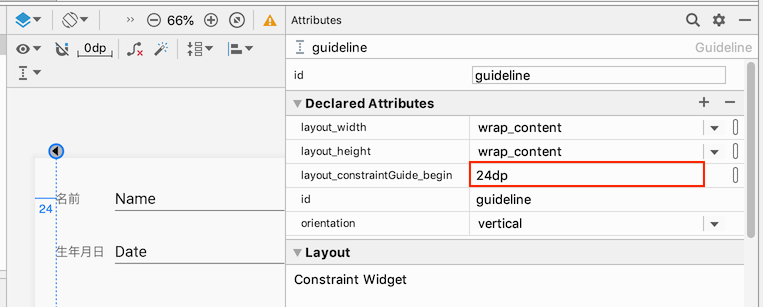 66%
Attributes
0dp
guideline
Guideline
id
guideline
Declared Attributes
layout_width
wrap_content
layout_height
wrap_content
layout_constraintGuide_begin
24dp
id
guideline
orientation
vertical
Layout
Constraint Widget
名前
Name
24
生年月日
Date